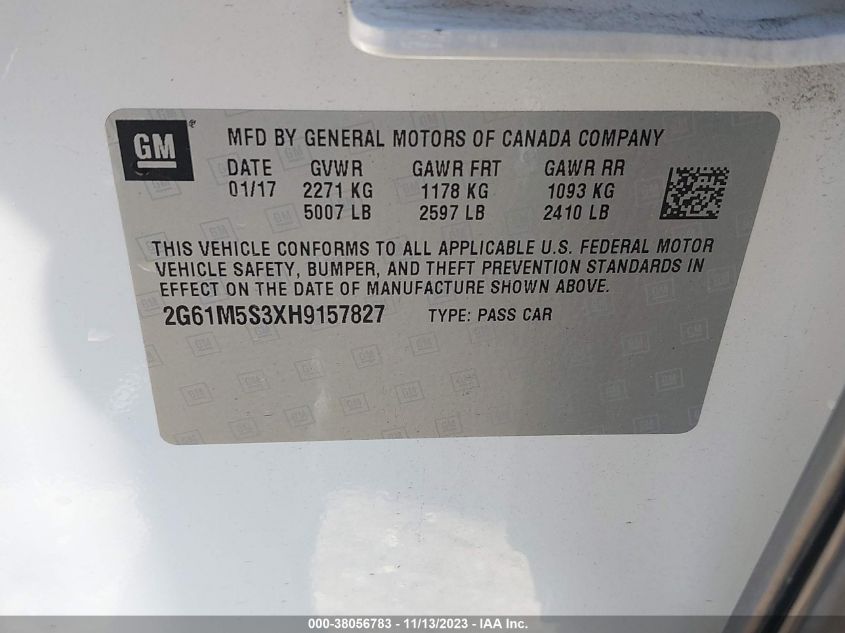 GM ®
MFD BY GENERAL MOTORS OF CANADA COMPANY
DATE GVWR GAWR FRT GAWR RR
01/17 2271 KG 1178 KG 1093 KG
5007 LB 2597 LB 2410 LB
THIS VEHICLE CONFORMS TO ALL APPLICABLE U.S. FEDERAL MOTOR
VEHICLE SAFETY, BUMPER, AND THEFT PREVENTION STANDARDS IN
EFFECT ON THE DATE OF MANUFACTURE SHOWN ABOVE.
2G61M5S3XH9157827 TYPE: PASS CAR
000-38056783 - 11/13/2023 - IAA Inc.